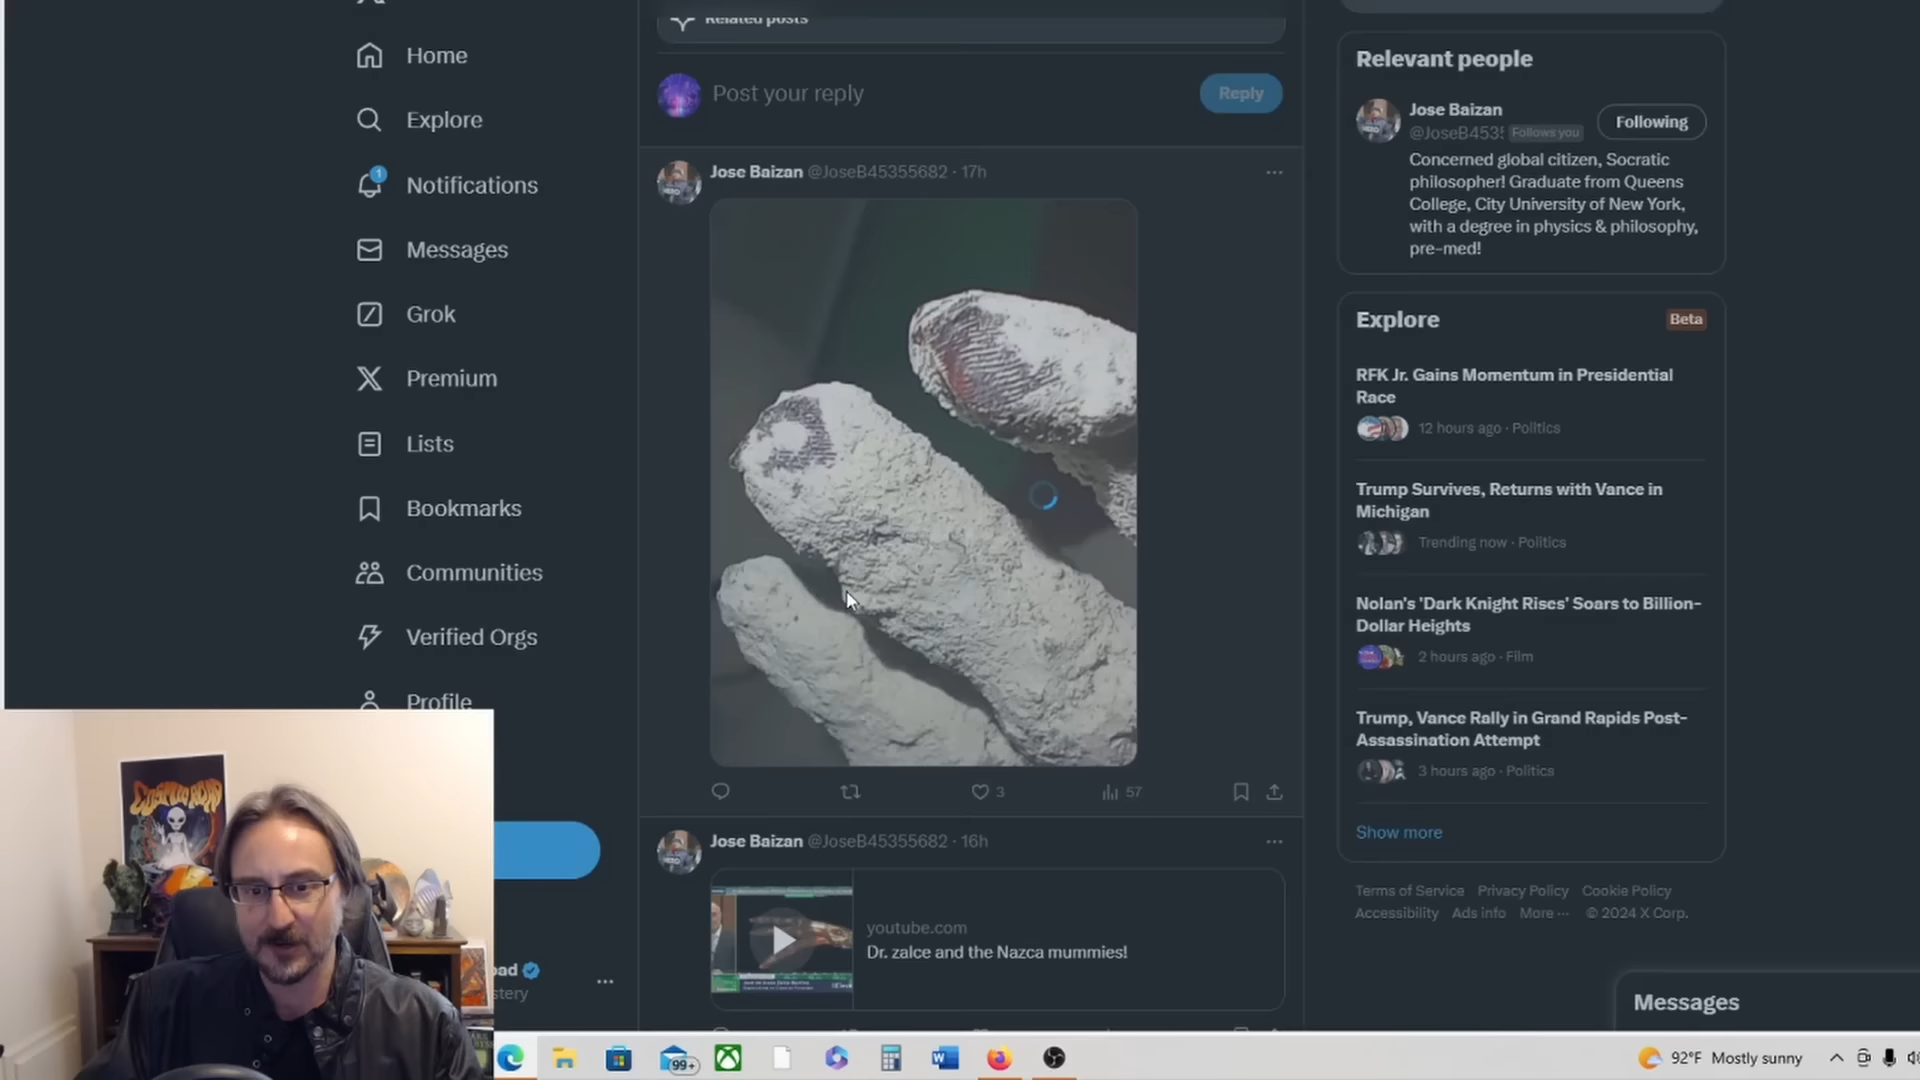 Related posts
Home
Explore
Notifications
1
Messages
Grok
Premium
Lists
Bookmarks
Communities
Verified Orgs
Profile
Post your reply
Reply
Jose Baizan @JoseB45355682 · 17h
3
57
Jose Baizan @JoseB45355682 · 16h
youtube.com
Dr. zalce and the Nazca mummies!
Relevant people
Jose Baizan
@JoseB453 Follows you
Following
Concerned global citizen, Socratic
philosopher! Graduate from Queens
College, City University of New York,
with a degree in physics & philosophy,
pre-med!
Explore
Beta
RFK Jr. Gains Momentum in Presidential
Race
12 hours ago · Politics
Trump Survives, Returns with Vance in
Michigan
Trending now · Politics
Nolan's 'Dark Knight Rises' Soars to Billion-
Dollar Heights
2 hours ago · Film
Trump, Vance Rally in Grand Rapids Post-
Assassination Attempt
3 hours ago · Politics
Show more
Terms of Service Privacy Policy Cookie Policy
Accessibility Ads info More ··· © 2024 X Corp.
Messages
oad
stery
99+
92°F Mostly sunny